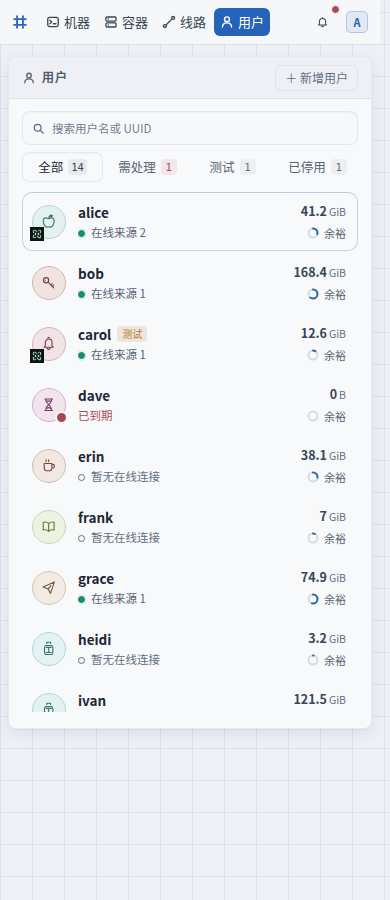 机器 容器 线路 用户 A
用户 新增用户
搜索用户名或 UUID
全部 14 需处理 1 测试 1 已停用 1
alice 41.2 GiB
在线来源 2 余裕
bob 168.4 GiB
在线来源 1 余裕
carol 测试 12.6 GiB
在线来源 1 余裕
dave 0 B
已到期 余裕
erin 38.1 GiB
暂无在线连接 余裕
frank 7 GiB
暂无在线连接 余裕
grace 74.9 GiB
在线来源 1 余裕
heidi 3.2 GiB
暂无在线连接 余裕
ivan 121.5 GiB